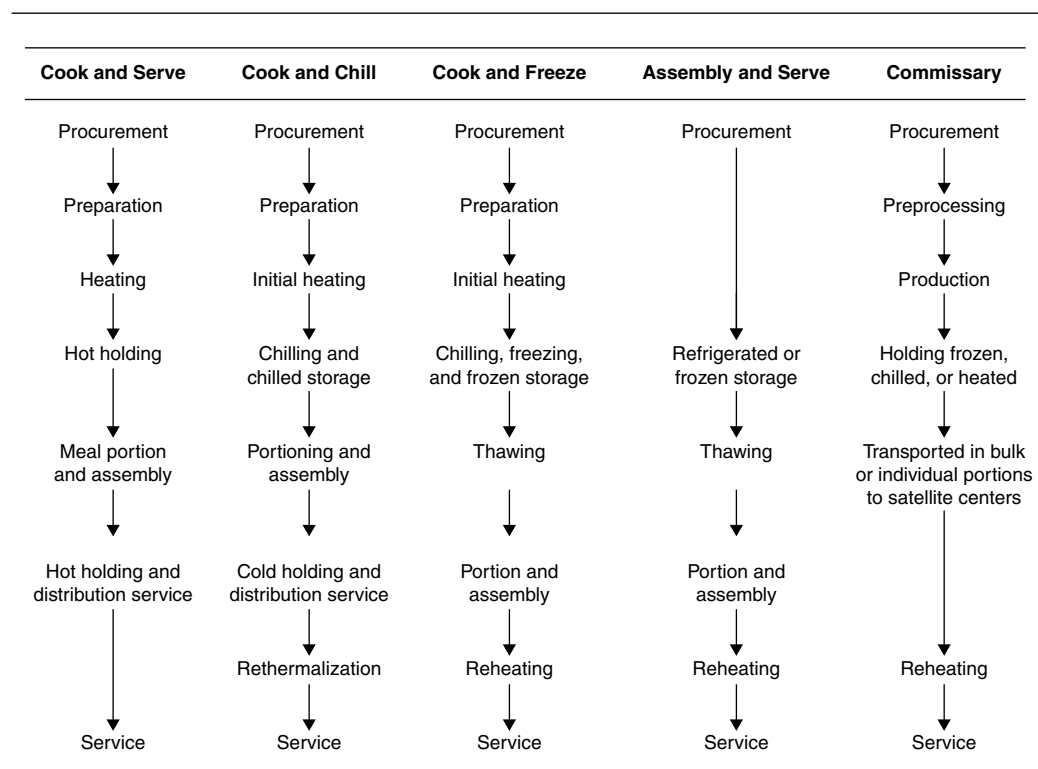 Cook and Serve
Cook and Chill
Cook and Freeze
Assembly and Serve
Commissary
Procurement
Procurement
Procurement
Procurement
Procurement
Preparation
Preparation
Preparation
Preprocessing
Heating
Initial heating
Initial heating
Production
Hot holding
Chilling and
chilled storage
Chilling, freezing,
and frozen storage
Refrigerated or
frozen storage
Holding frozen,
chilled, or heated
Meal portion
and assembly
Portioning and
assembly
Thawing
Thawing
Transported in bulk
or individual portions
to satellite centers
Hot holding and
distribution service
Cold holding and
distribution service
Portion and
assembly
Portion and
assembly
Rethermalization
Reheating
Reheating
Reheating
Service
Service
Service
Service
Service